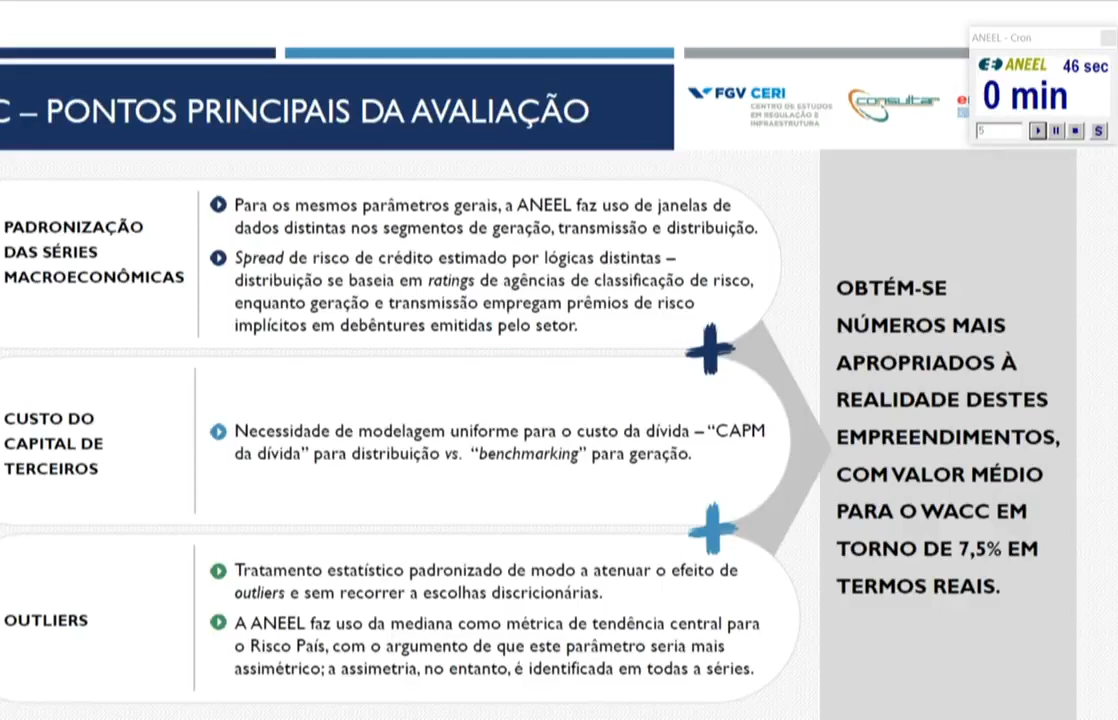 C – PONTOS PRINCIPAIS DA AVALIAÇÃO
FGV CERI
CENTRO DE ESTUDOS
EM REGULAÇÃO E
INFRAESTRUTURA
consultar
ANEEL - Cron
ANEEL 46 sec
0 min
5
S
PADRONIZAÇÃO
DAS SÉRIES
MACROECONÔMICAS
Para os mesmos parâmetros gerais, a ANEEL faz uso de janelas de
dados distintas nos segmentos de geração, transmissão e distribuição.
Spread de risco de crédito estimado por lógicas distintas –
distribuição se baseia em ratings de agências de classificação de risco,
enquanto geração e transmissão empregam prêmios de risco
implícitos em debêntures emitidas pelo setor.
CUSTO DO
CAPITAL DE
TERCEIROS
Necessidade de modelagem uniforme para o custo da dívida – “CAPM
da dívida” para distribuição vs. “benchmarking” para geração.
OUTLIERS
Tratamento estatístico padronizado de modo a atenuar o efeito de
outliers e sem recorrer a escolhas discricionárias.
A ANEEL faz uso da mediana como métrica de tendência central para
o Risco País, com o argumento de que este parâmetro seria mais
assimétrico; a assimetria, no entanto, é identificada em todas a séries.
OBTÉM-SE
NÚMEROS MAIS
APROPRIADOS À
REALIDADE DESTES
EMPREENDIMENTOS,
COM VALOR MÉDIO
PARA O WACC EM
TORNO DE 7,5% EM
TERMOS REAIS.